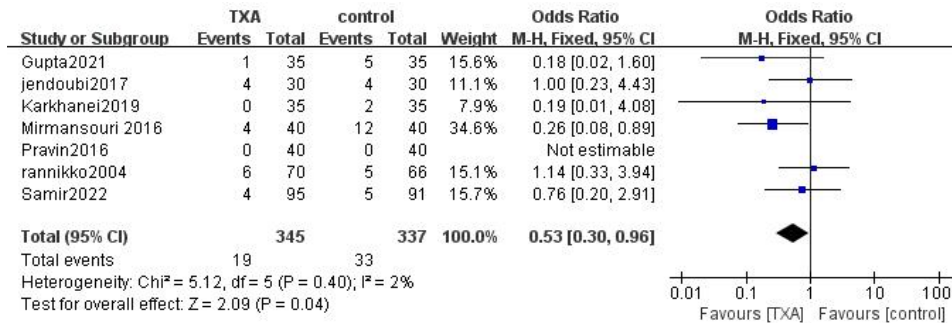 TXA control Odds Ratio Odds Ratio
Study or Subgroup Events Total Events Total Weight M-H, Fixed, 95% CI M-H, Fixed, 95% CI
Gupta2021 1 35 5 35 15.6% 0.18 [0.02, 1.60]
jendoubi2017 4 30 4 30 11.1% 1.00 [0.23, 4.43]
Karkhanei2019 0 35 2 35 7.9% 0.19 [0.01, 4.08]
Mirmansouri 2016 4 40 12 40 34.6% 0.26 [0.08, 0.89]
Pravin2016 0 40 0 40 Not estimable
rannikko2004 6 70 5 66 15.1% 1.14 [0.33, 3.94]
Samir2022 4 95 5 91 15.7% 0.76 [0.20, 2.91]
Total (95% CI) 345 337 100.0% 0.53 [0.30, 0.96]
Total events 19 33
Heterogeneity: Chi² = 5.12, df = 5 (P = 0.40); I² = 2%
Test for overall effect: Z = 2.09 (P = 0.04)
0.01 0.1 1 10 100
Favours [TXA] Favours [control]